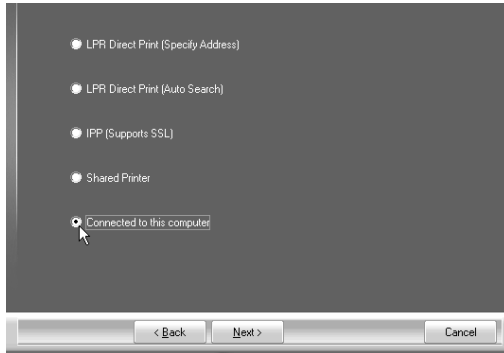 LPR Direct Print (Specify Address)
LPR Direct Print (Auto Search)
IPP (Supports SSL)
Shared Printer
Connected to this computer
< Back Next > Cancel